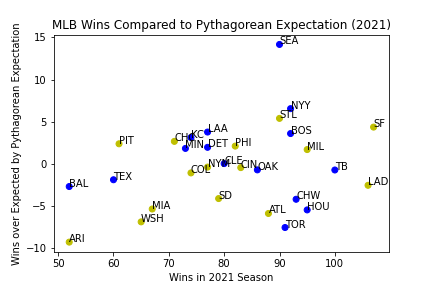 MLB Wins Compared to Pythagorean Expectation (2021)
Wins over Expected by Pythagorean Expectation
15
10
5
0
−5
−10
SEA
NYY
STL
SF
LAA
BOS
CHC
KC
PIT
DET
PHI
MIN
MIL
CLE
NYM
CIN
OAK
TB
COL
TEX
BAL
LAD
SD
CHW
MIA
HOU
ATL
WSH
TOR
ARI
50
60
70
80
90
100
Wins in 2021 Season